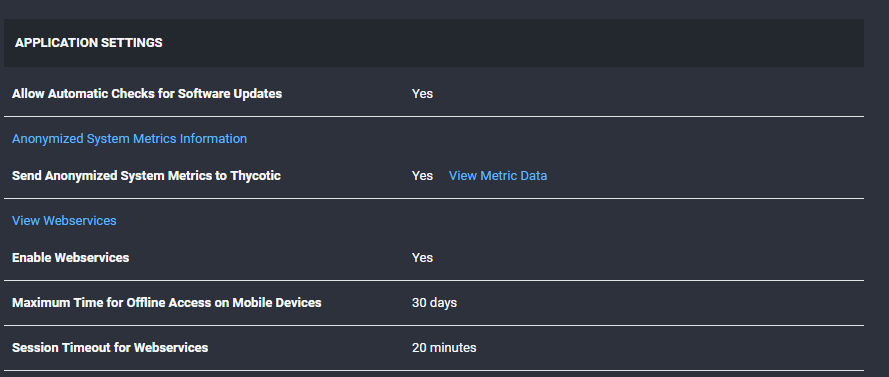 APPLICATION SETTINGS
Allow Automatic Checks for Software Updates Yes
Anonymized System Metrics Information
Send Anonymized System Metrics to Thycotic Yes View Metric Data
View Webservices
Enable Webservices Yes
Maximum Time for Offline Access on Mobile Devices 30 days
Session Timeout for Webservices 20 minutes